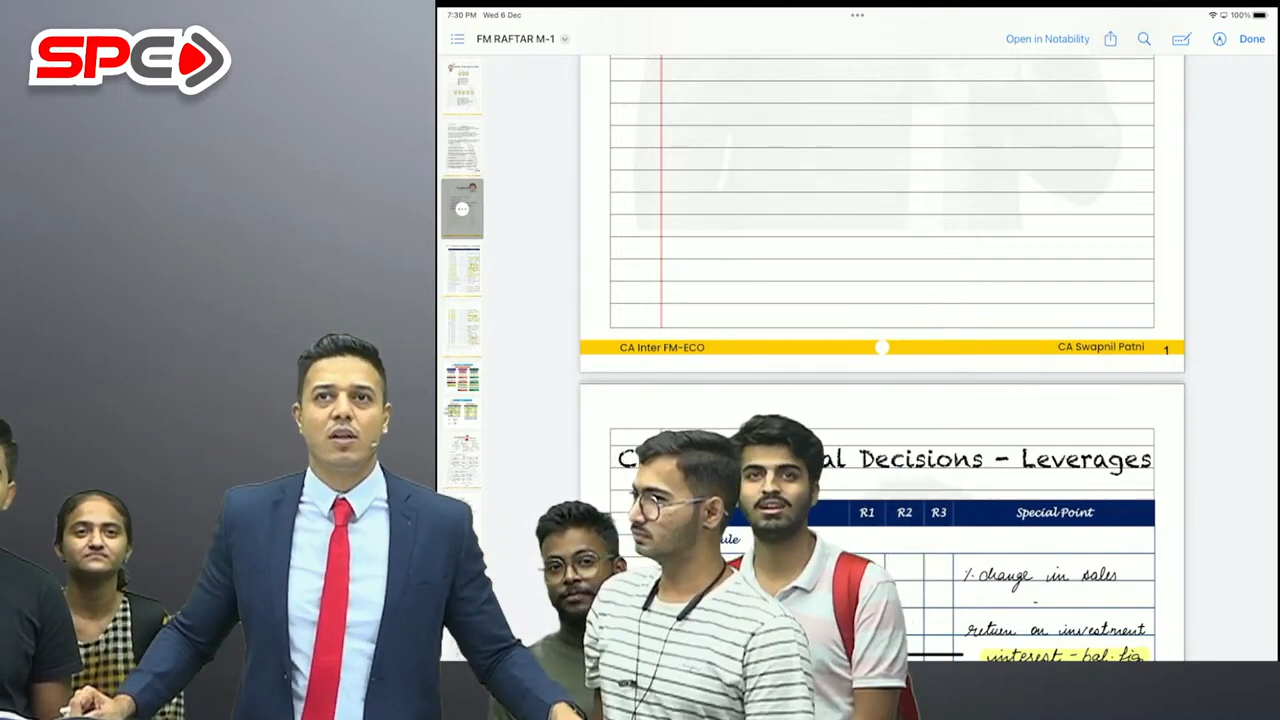 SPC
7:30 PM Wed 6 Dec
100%
FM RAFTAR M-1
Open in Notability
Done
CA Inter FM-ECO
CA Swapnil Patni
1
al Decisions - Leverages
R1 R2 R3 Special Point
% change in sales
return on investment
interest - bal. fig